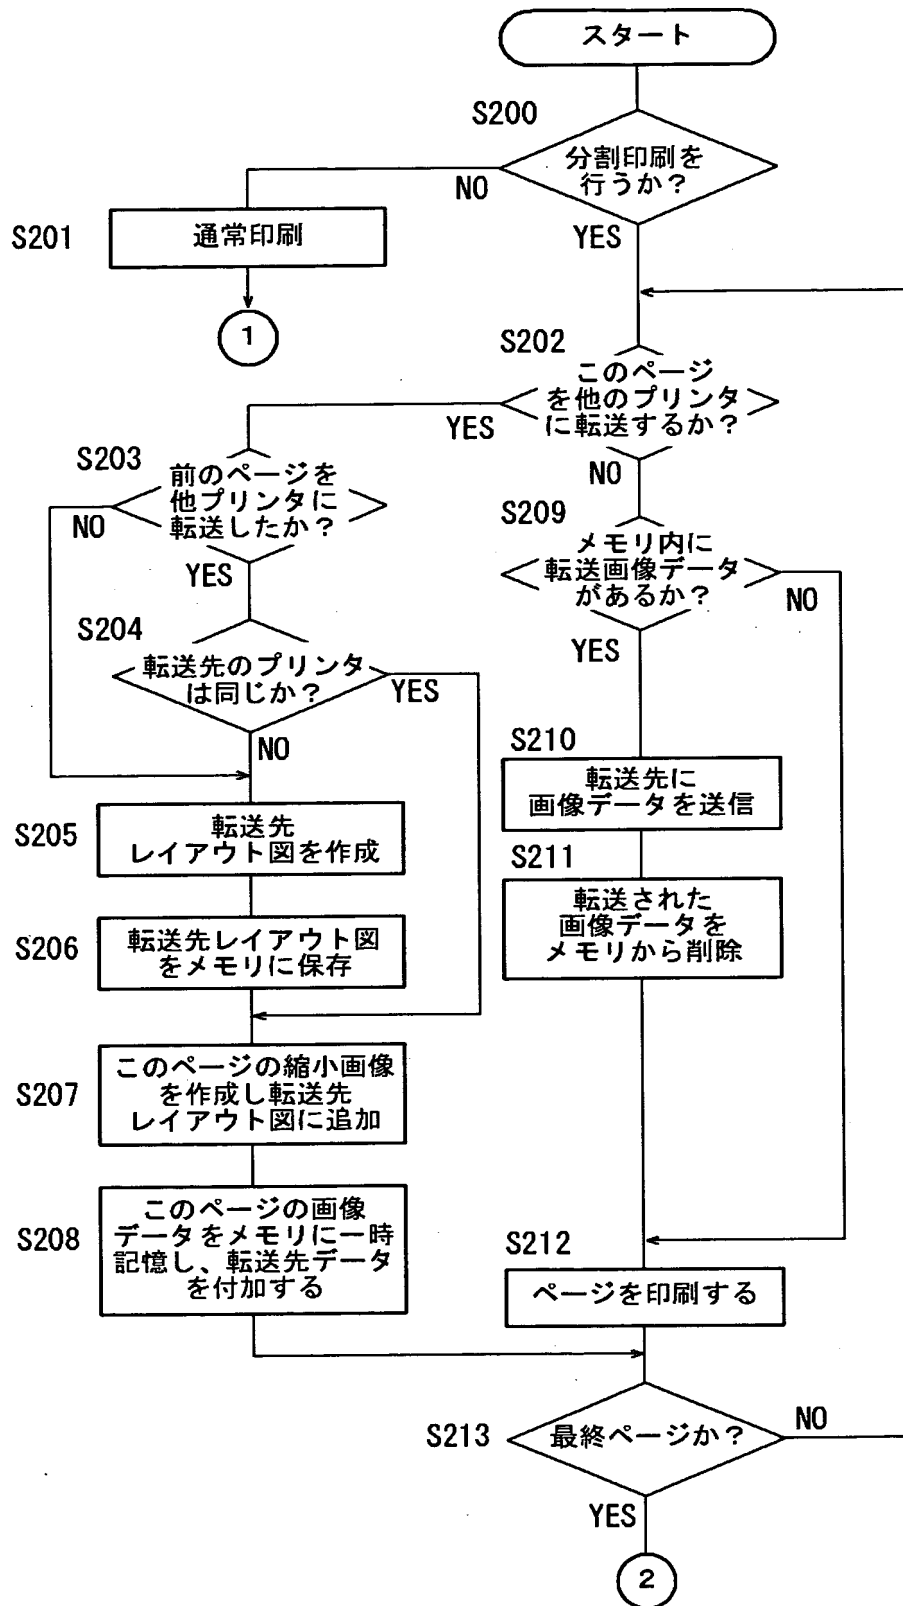 スタート
S200
分割印刷を
行うか？
NO
YES
S201
通常印刷
1
S202
このページ
を他のプリンタ
に転送するか？
YES
NO
S203
前のページを
他プリンタに
転送したか？
NO
YES
S204
転送先のプリンタ
は同じか？
YES
NO
S205
転送先
レイアウト図を作成
S206
転送先レイアウト図
をメモリに保存
S207
このページの縮小画像
を作成し転送先
レイアウト図に追加
S208
このページの画像
データをメモリに一時
記憶し、転送先データ
を付加する
S209
メモリ内に
転送画像データ
があるか？
NO
YES
S210
転送先に
画像データを送信
S211
転送された
画像データを
メモリから削除
S212
ページを印刷する
S213
最終ページか？
NO
YES
2